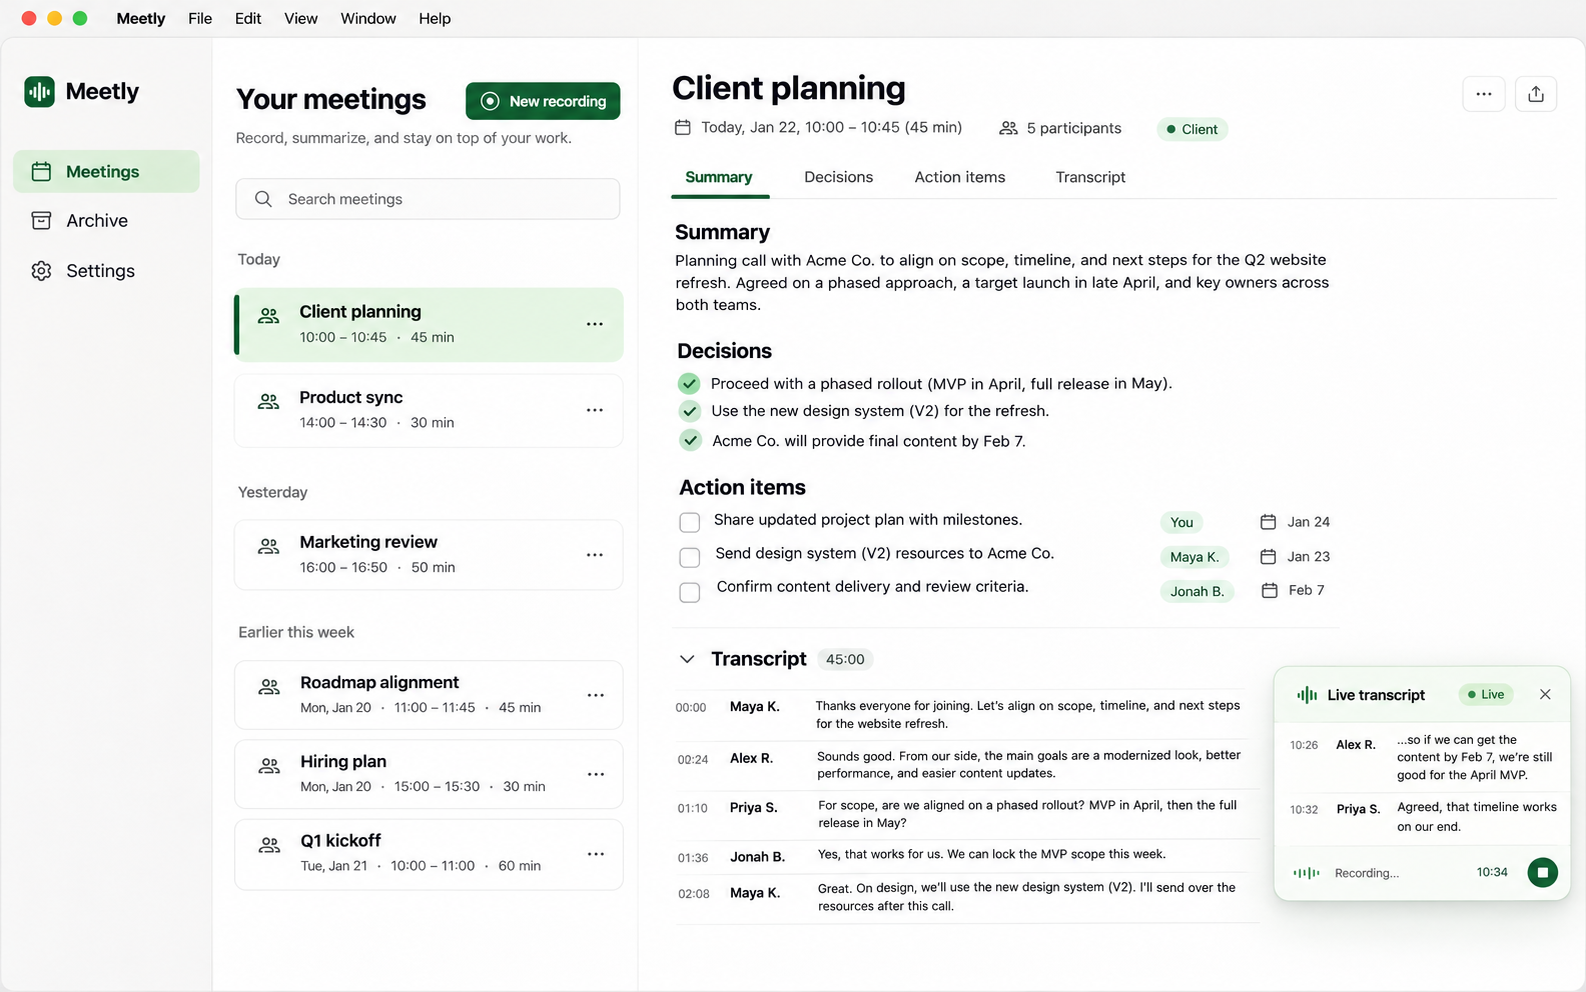 Meetly File Edit View Window Help
Meetly
Meetings
Archive
Settings
Your meetings
New recording
Record, summarize, and stay on top of your work.
Search meetings
Today
Client planning
10:00 – 10:45 · 45 min
Product sync
14:00 – 14:30 · 30 min
Yesterday
Marketing review
16:00 – 16:50 · 50 min
Earlier this week
Roadmap alignment
Mon, Jan 20 · 11:00 – 11:45 · 45 min
Hiring plan
Mon, Jan 20 · 15:00 – 15:30 · 30 min
Q1 kickoff
Tue, Jan 21 · 10:00 – 11:00 · 60 min
Client planning
Today, Jan 22, 10:00 – 10:45 (45 min) 5 participants Client
Summary Decisions Action items Transcript
Summary
Planning call with Acme Co. to align on scope, timeline, and next steps for the Q2 website
refresh. Agreed on a phased approach, a target launch in late April, and key owners across
both teams.
Decisions
Proceed with a phased rollout (MVP in April, full release in May).
Use the new design system (V2) for the refresh.
Acme Co. will provide final content by Feb 7.
Action items
Share updated project plan with milestones. You Jan 24
Send design system (V2) resources to Acme Co. Maya K. Jan 23
Confirm content delivery and review criteria. Jonah B. Feb 7
Transcript 45:00
00:00 Maya K. Thanks everyone for joining. Let's align on scope, timeline, and next steps
for the website refresh.
00:24 Alex R. Sounds good. From our side, the main goals are a modernized look, better
performance, and easier content updates.
01:10 Priya S. For scope, are we aligned on a phased rollout? MVP in April, then the full
release in May?
01:36 Jonah B. Yes, that works for us. We can lock the MVP scope this week.
02:08 Maya K. Great. On design, we'll use the new design system (V2). I'll send over the
resources after this call.
Live transcript Live
10:26 Alex R. ...so if we can get the
content by Feb 7, we're still
good for the April MVP.
10:32 Priya S. Agreed, that timeline works
on our end.
Recording... 10:34